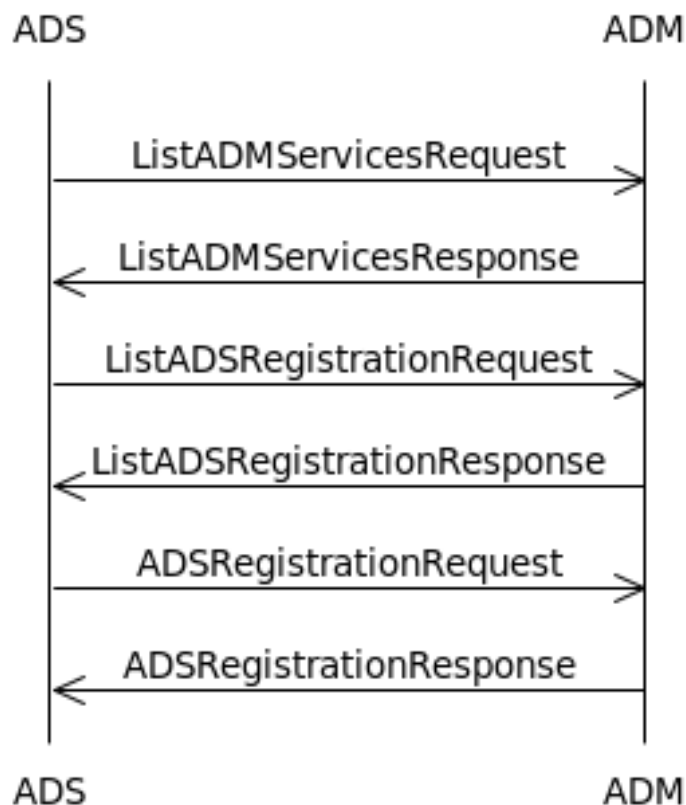 ADS ADM
ListADMServicesRequest
ListADMServicesResponse
ListADSRegistrationRequest
ListADSRegistrationResponse
ADSRegistrationRequest
ADSRegistrationResponse
ADS ADM